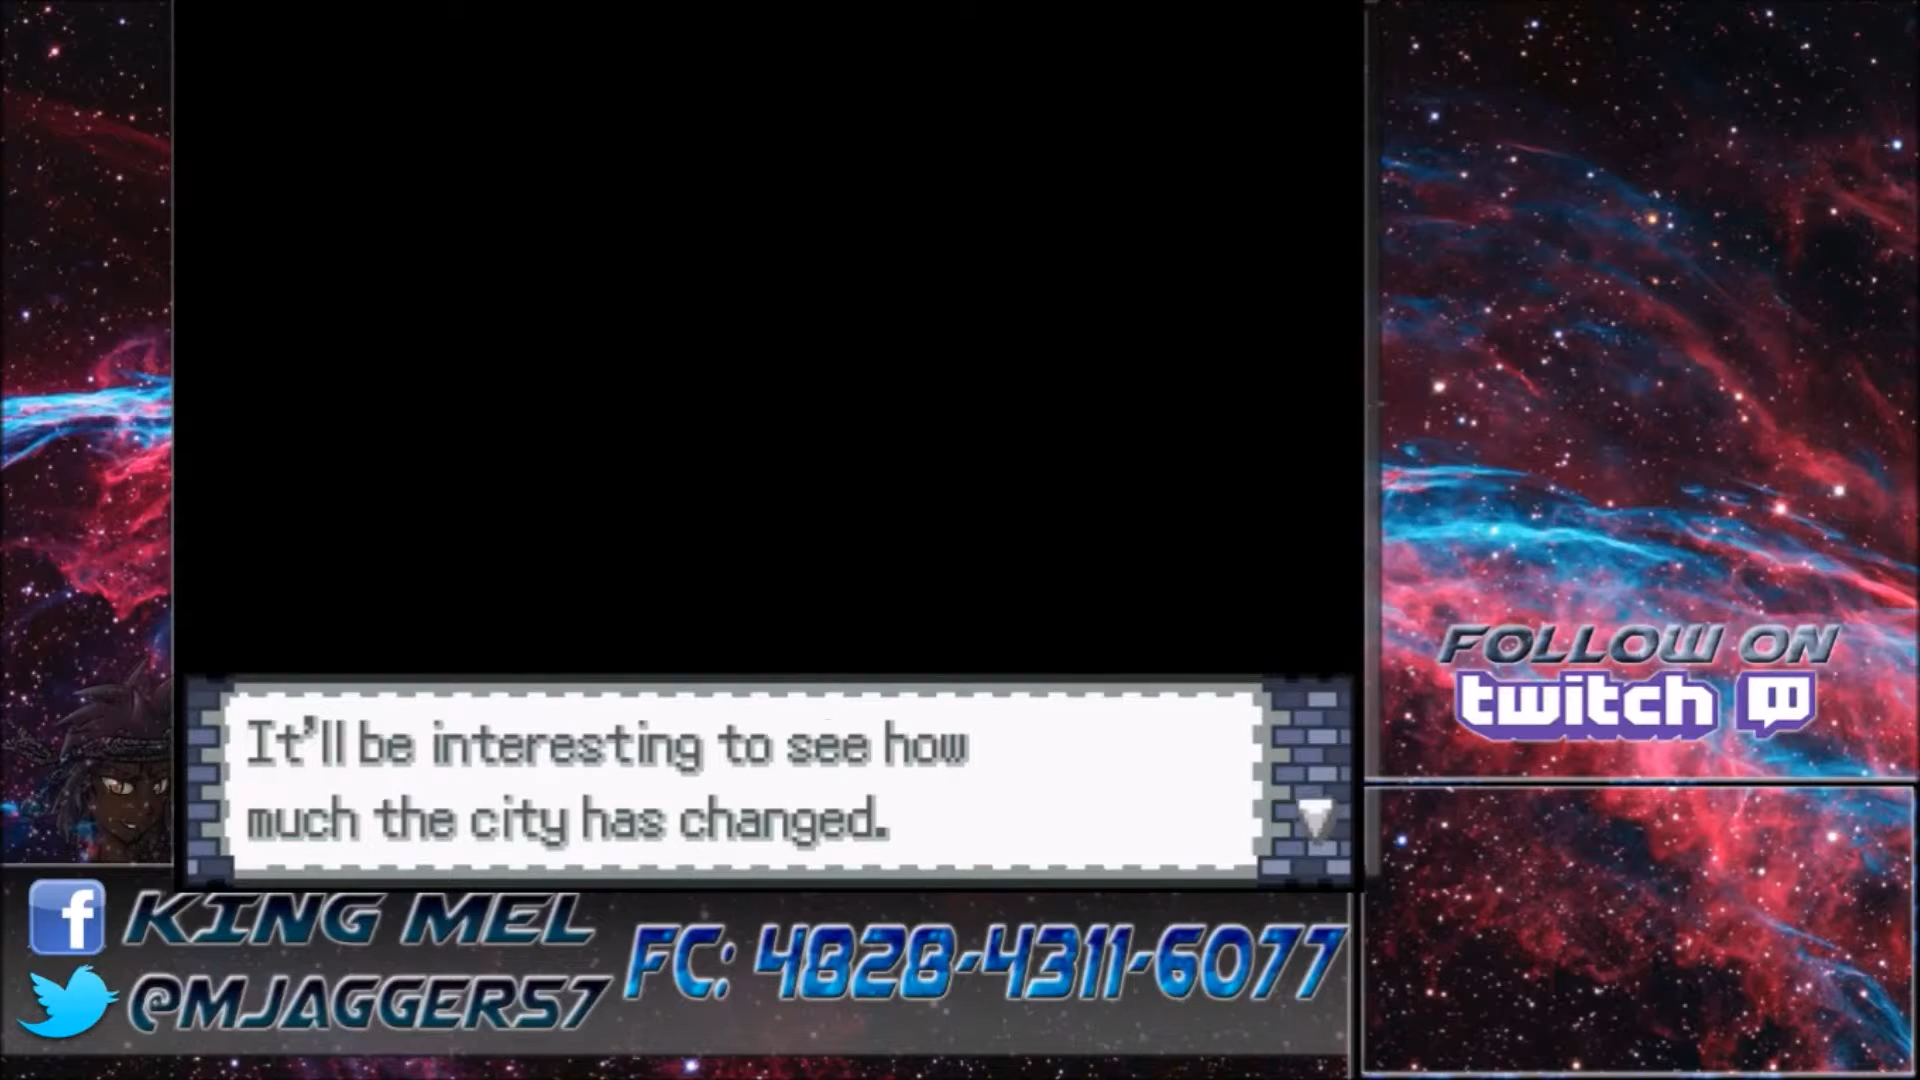 It'll be interesting to see how
much the city has changed.
FOLLOW ON
twitch
KING MEL
@MJAGGER57
FC: 4828-4311-6077